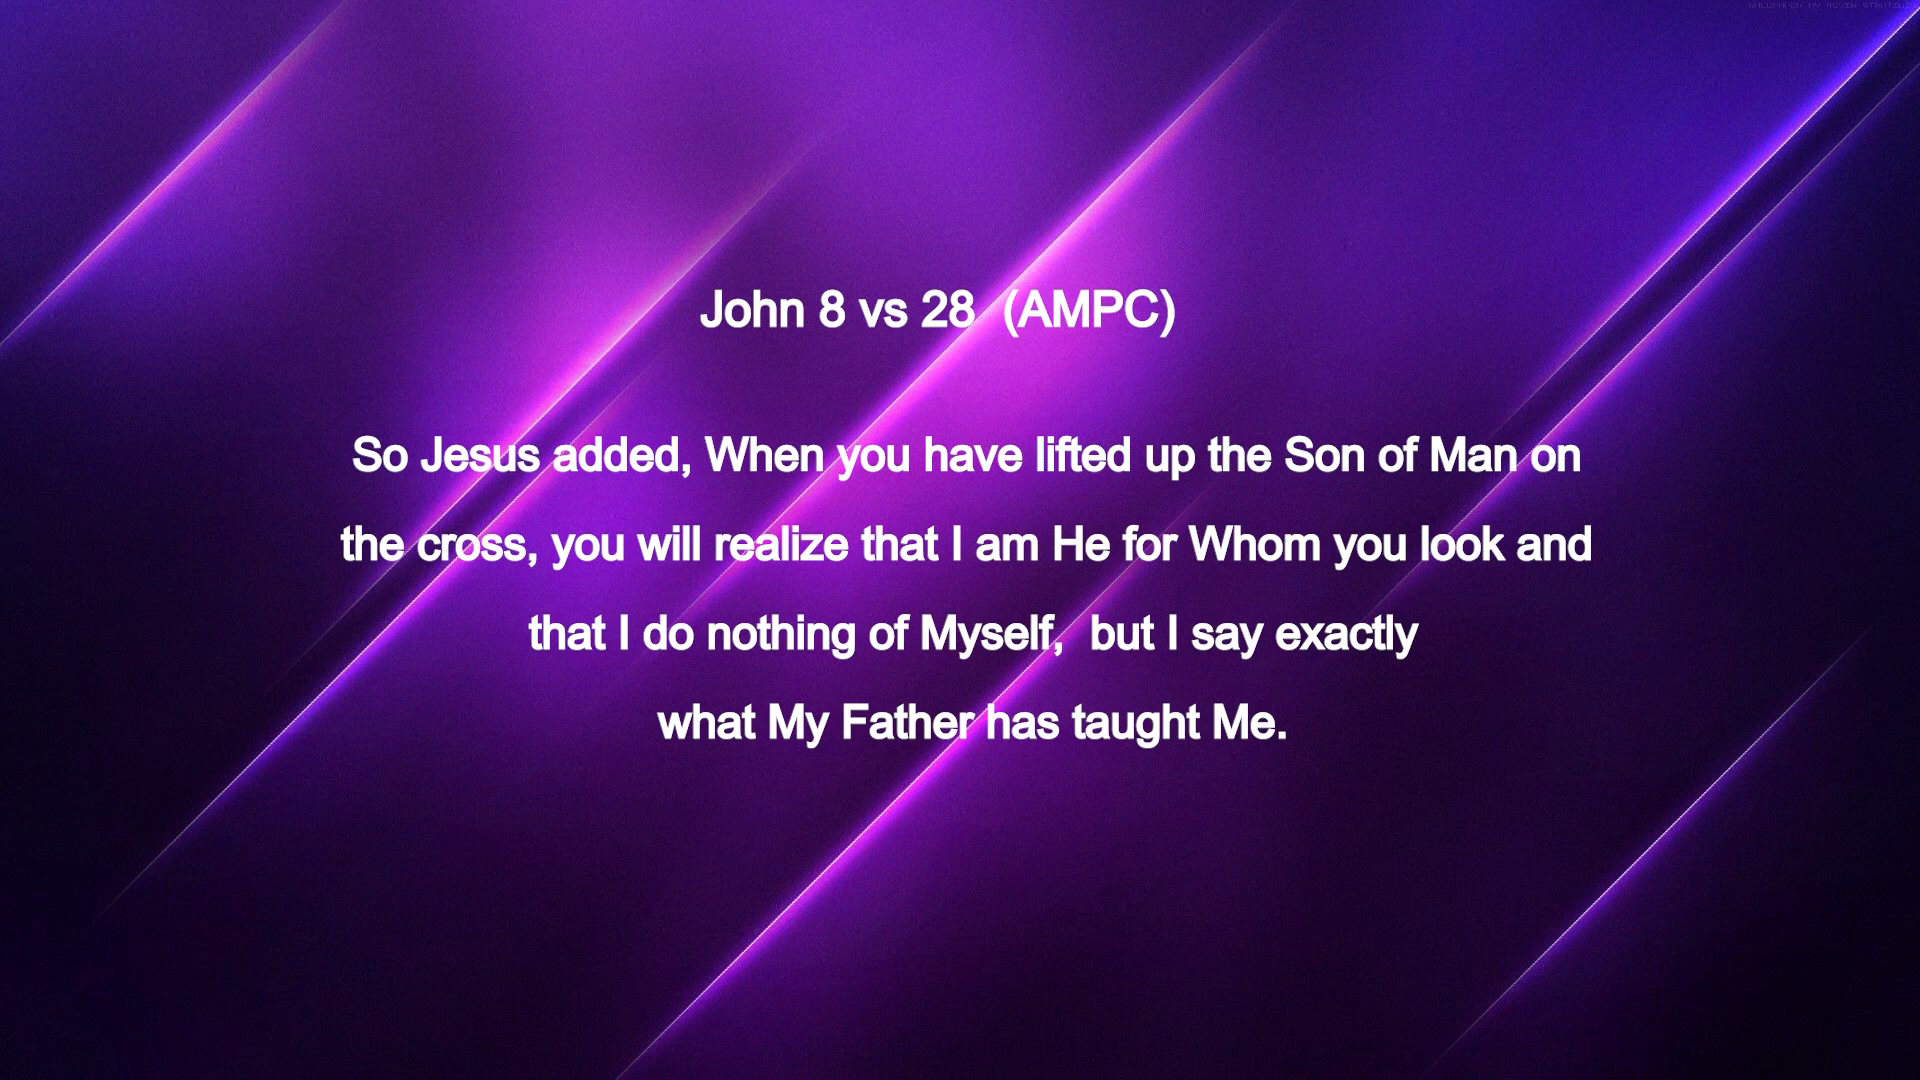 John 8 vs 28  (AMPC)
So Jesus added, When you have lifted up the Son of Man on
the cross, you will realize that I am He for Whom you look and
that I do nothing of Myself,  but I say exactly
what My Father has taught Me.